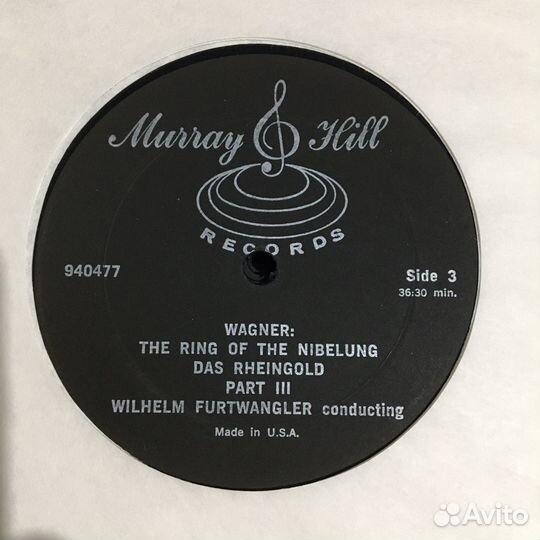 Murray Hill
RECORDS
940477
Side 3
36:30 min.
WAGNER:
THE RING OF THE NIBELUNG
DAS RHEINGOLD
PART III
WILHELM FURTWANGLER conducting
Made in U.S.A.
Avito